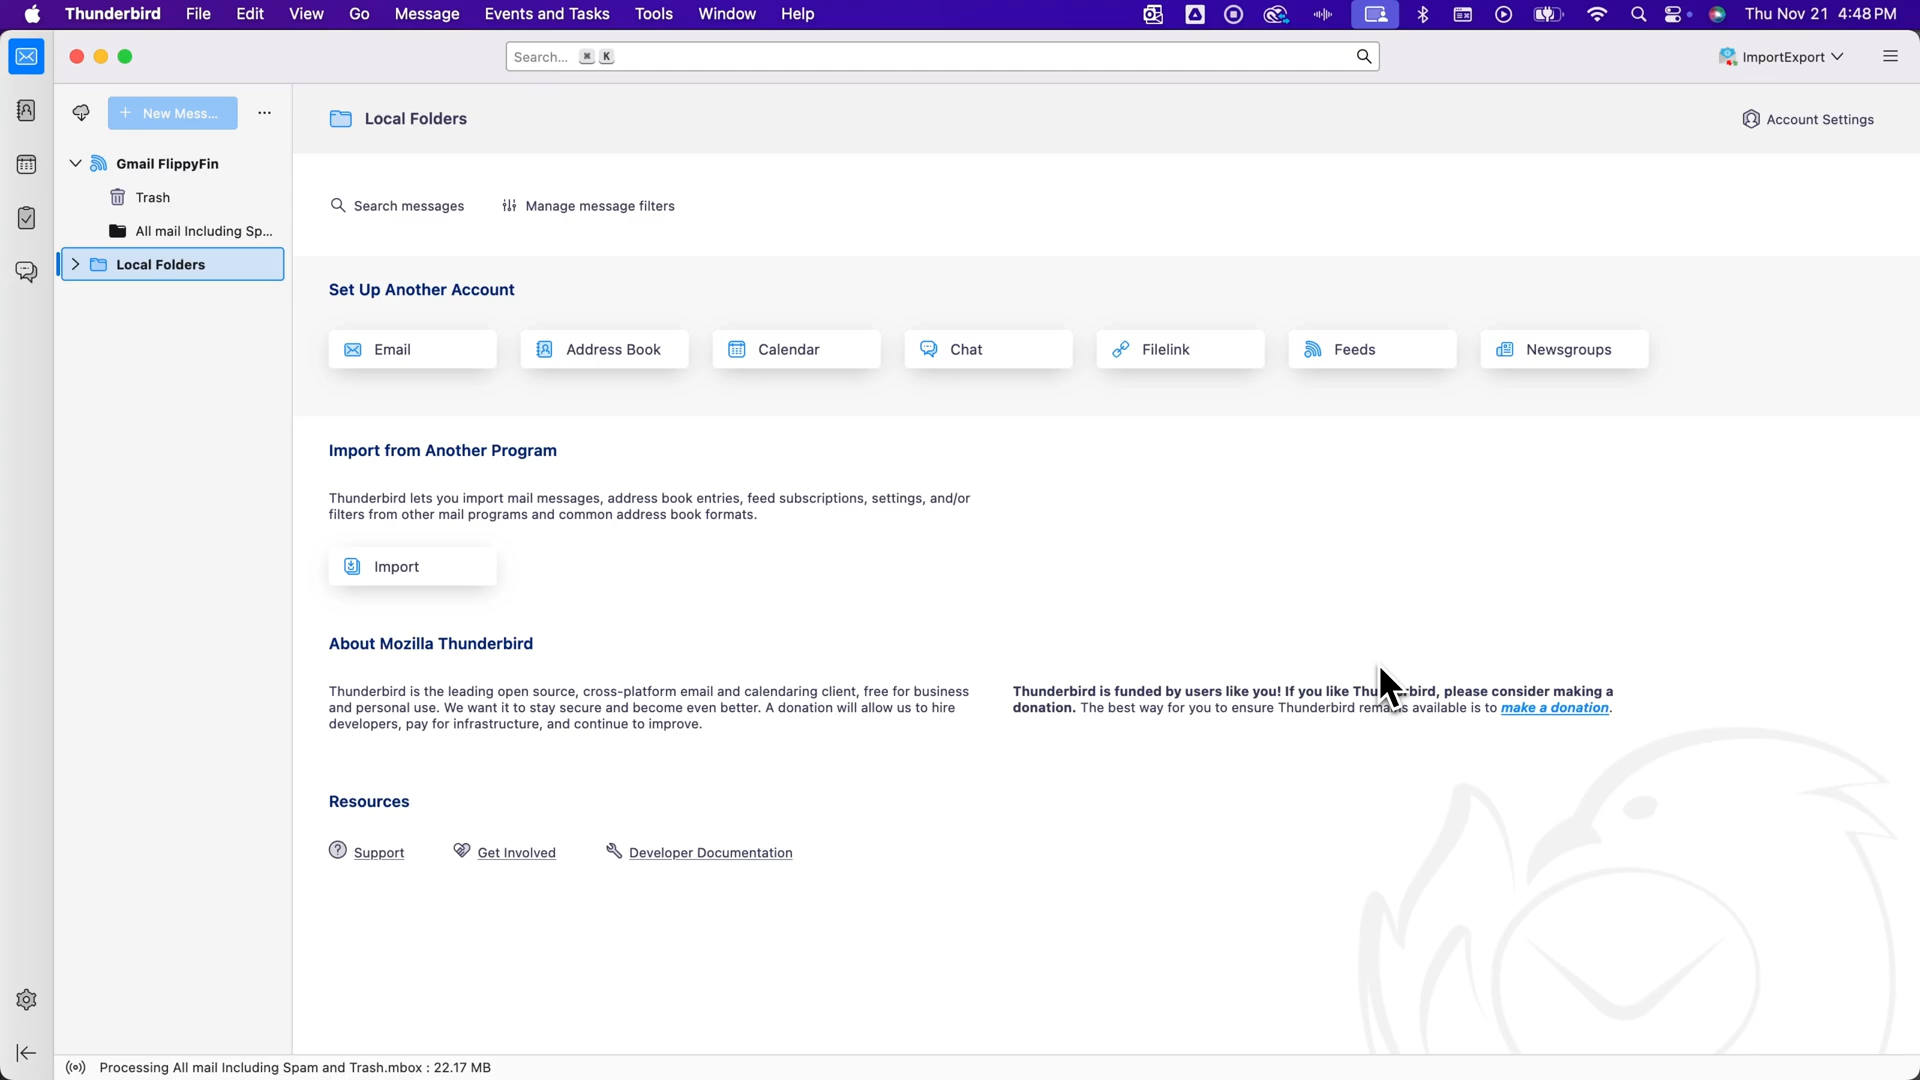 Thunderbird File Edit View Go Message Events and Tasks Tools Window Help Thu Nov 21 4:48 PM
Search... ⌘ K
ImportExport
+ New Mess... ...
Local Folders
Account Settings
Gmail FlippyFin
Trash
All mail Including Sp...
Local Folders
Search messages Manage message filters
Set Up Another Account
Email Address Book Calendar Chat Filelink Feeds Newsgroups
Import from Another Program
Thunderbird lets you import mail messages, address book entries, feed subscriptions, settings, and/or
filters from other mail programs and common address book formats.
Import
About Mozilla Thunderbird
Thunderbird is the leading open source, cross-platform email and calendaring client, free for business
and personal use. We want it to stay secure and become even better. A donation will allow us to hire
developers, pay for infrastructure, and continue to improve.
Thunderbird is funded by users like you! If you like Thunderbird, please consider making a
donation. The best way for you to ensure Thunderbird remains available is to make a donation.
Resources
Support Get Involved Developer Documentation
Processing All mail Including Spam and Trash.mbox : 22.17 MB